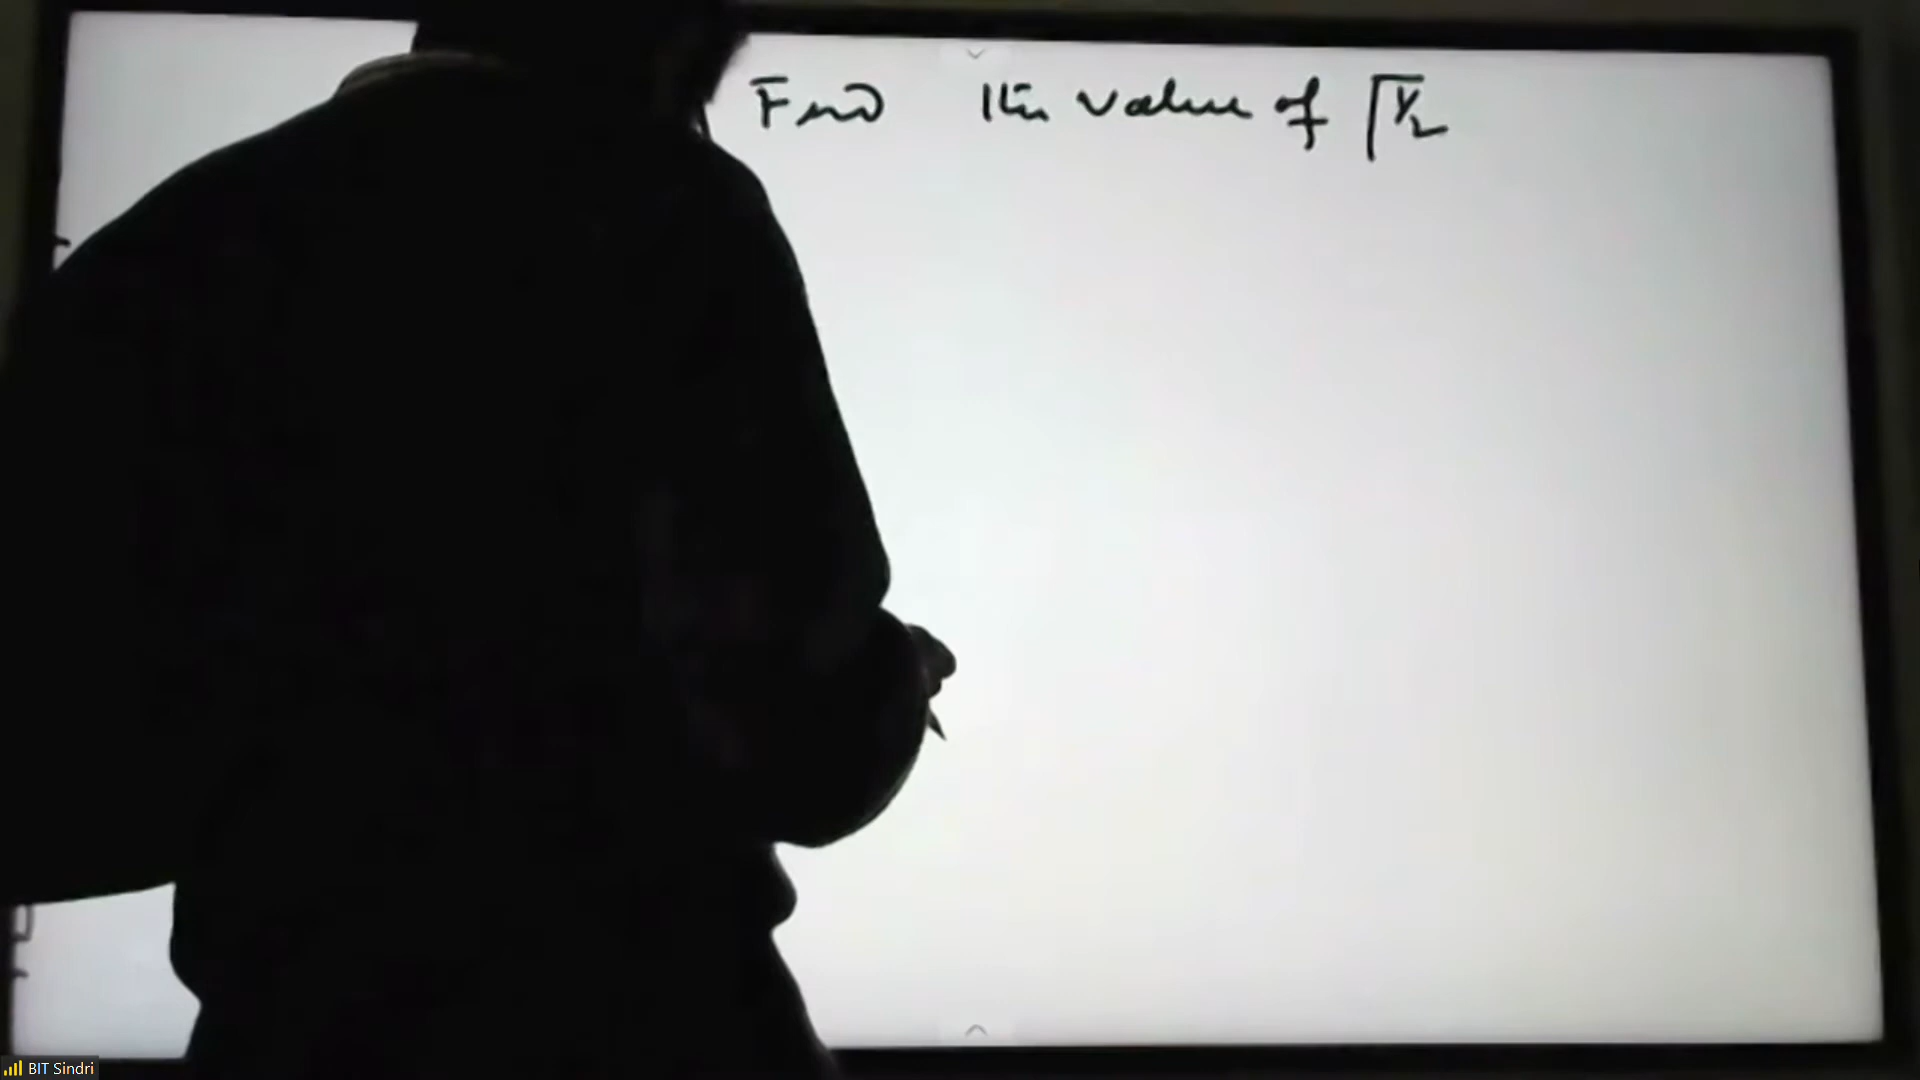 Find the value of Γ1/2
BIT Sindri